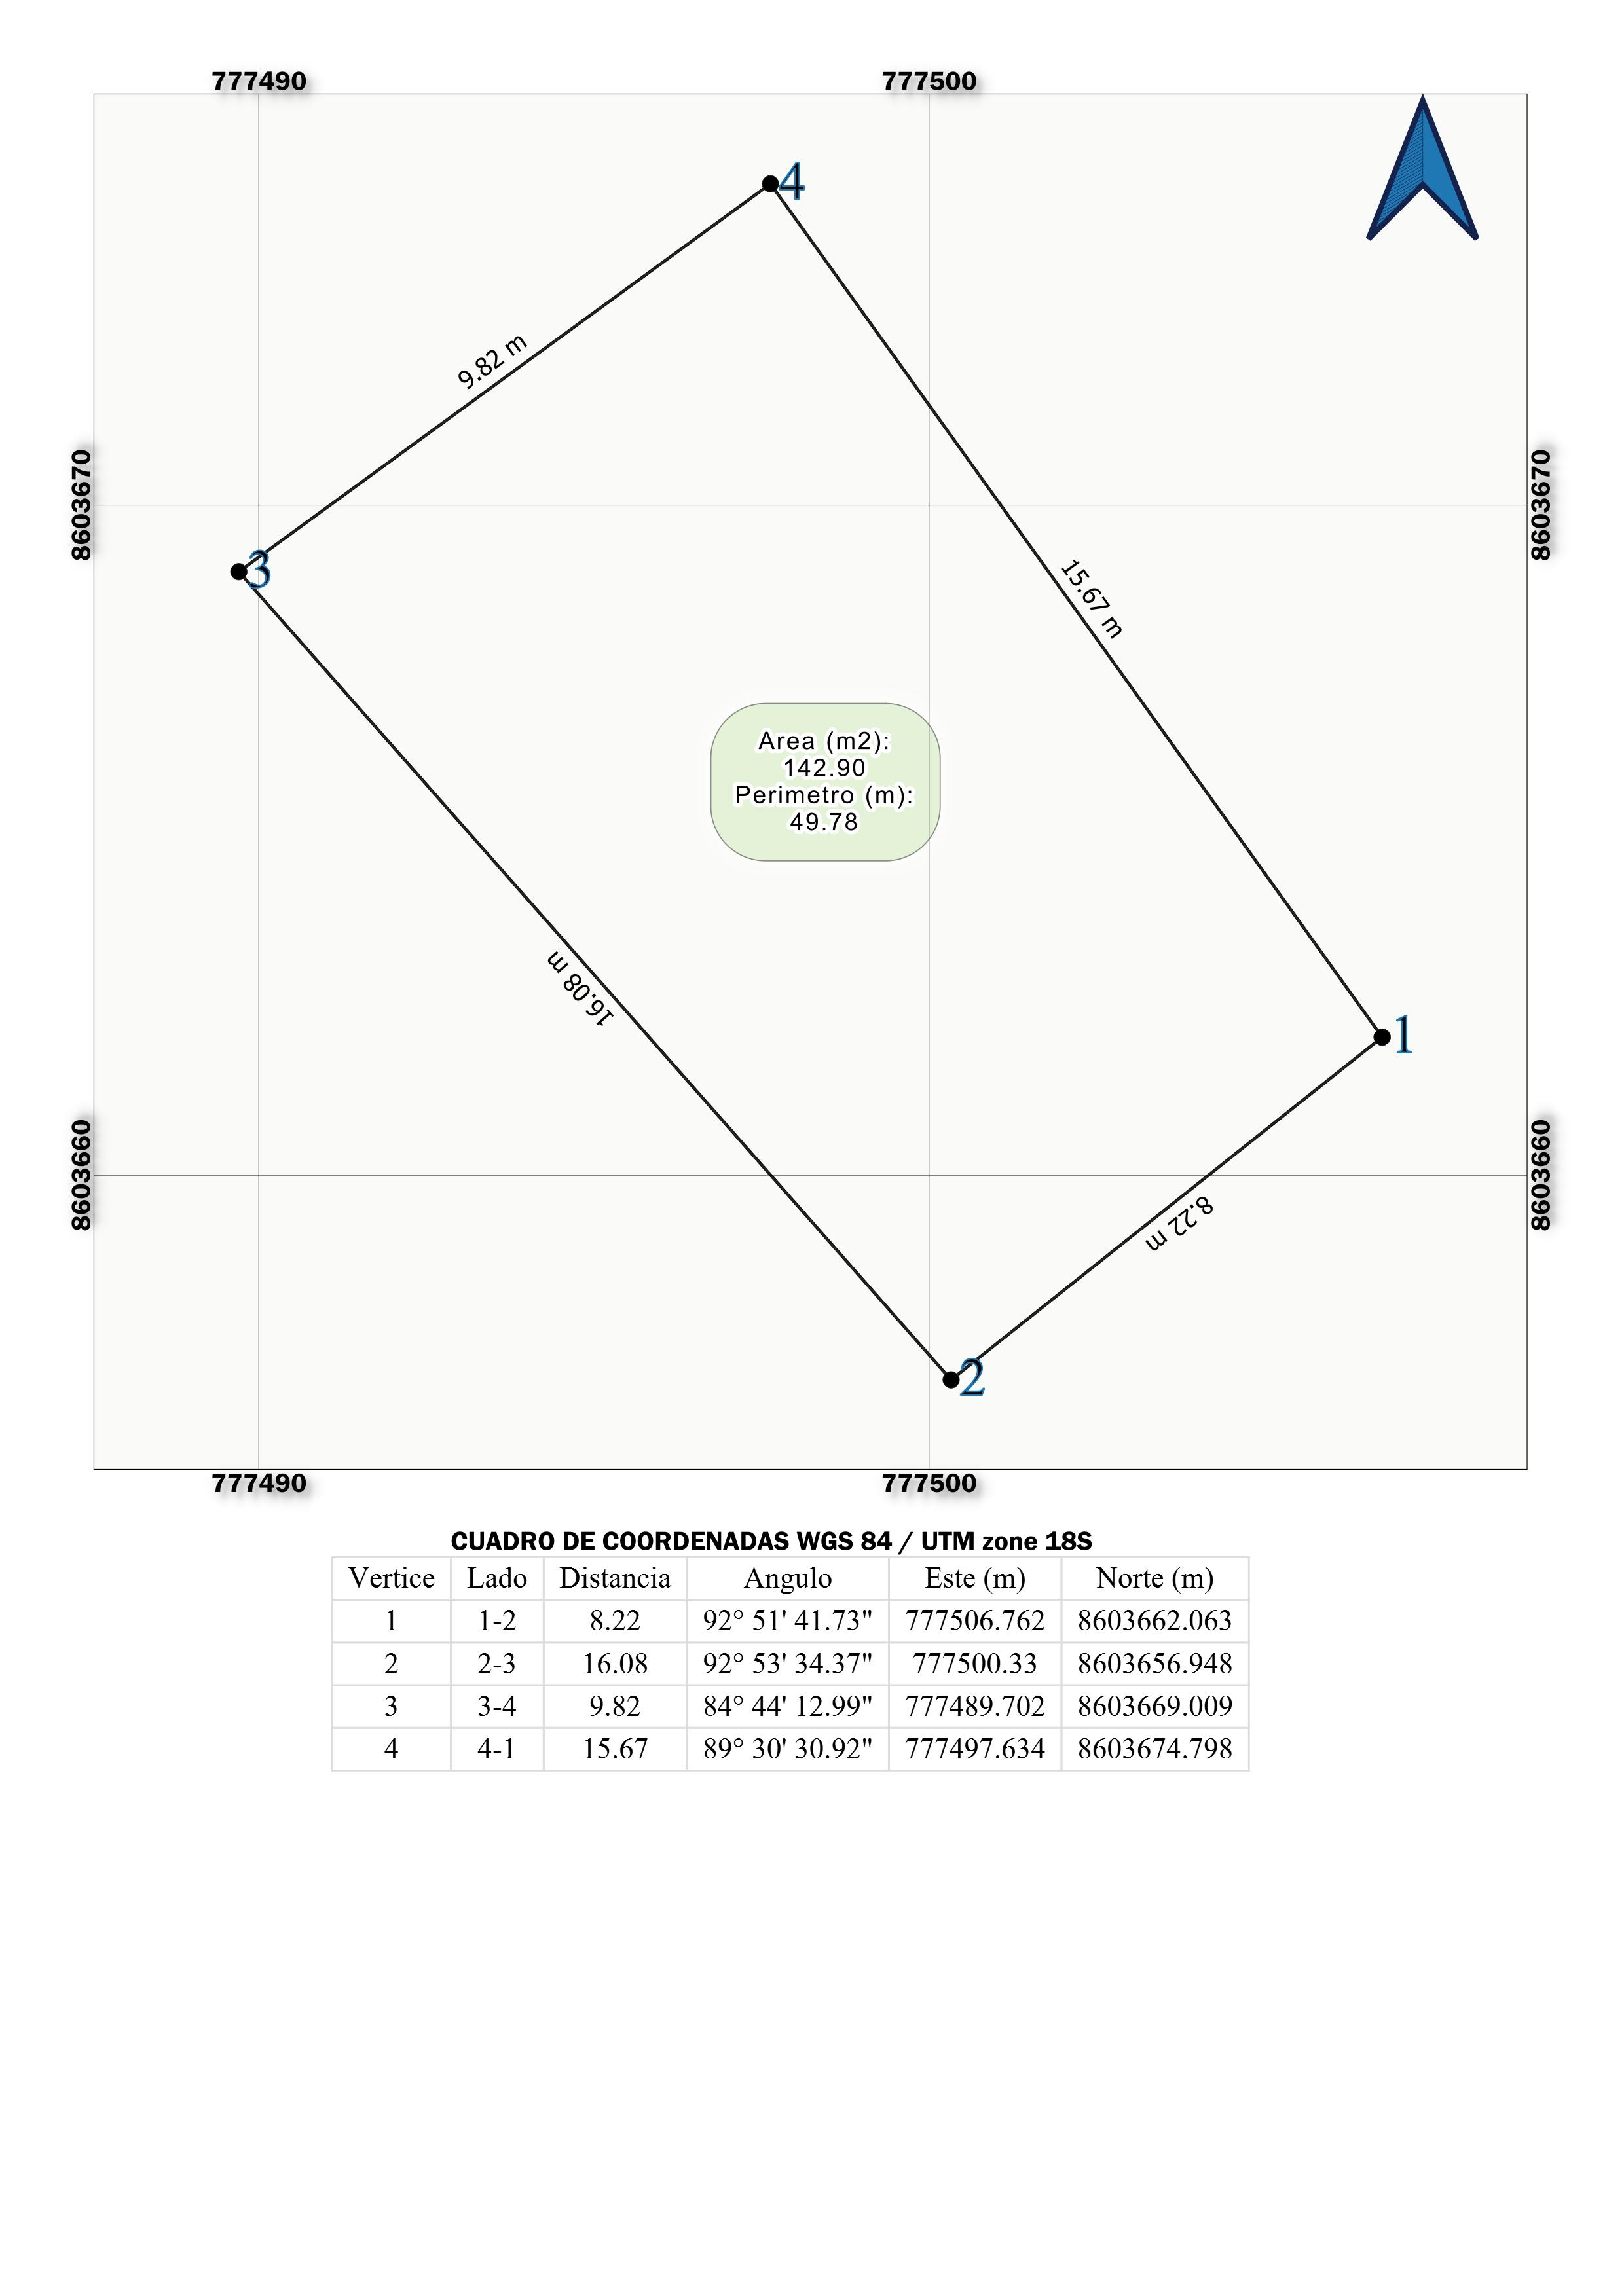 777490 777500
4
9.82 m
8603670 8603670
3
15.67 m
Area (m2):
142.90
Perimetro (m):
49.78
16.08 m
1
8603660 8603660
8.22 m
2
777490 777500
CUADRO DE COORDENADAS WGS 84 / UTM zone 18S
Vertice Lado Distancia Angulo Este (m) Norte (m)
1 1-2 8.22 92° 51' 41.73" 777506.762 8603662.063
2 2-3 16.08 92° 53' 34.37" 777500.33 8603656.948
3 3-4 9.82 84° 44' 12.99" 777489.702 8603669.009
4 4-1 15.67 89° 30' 30.92" 777497.634 8603674.798